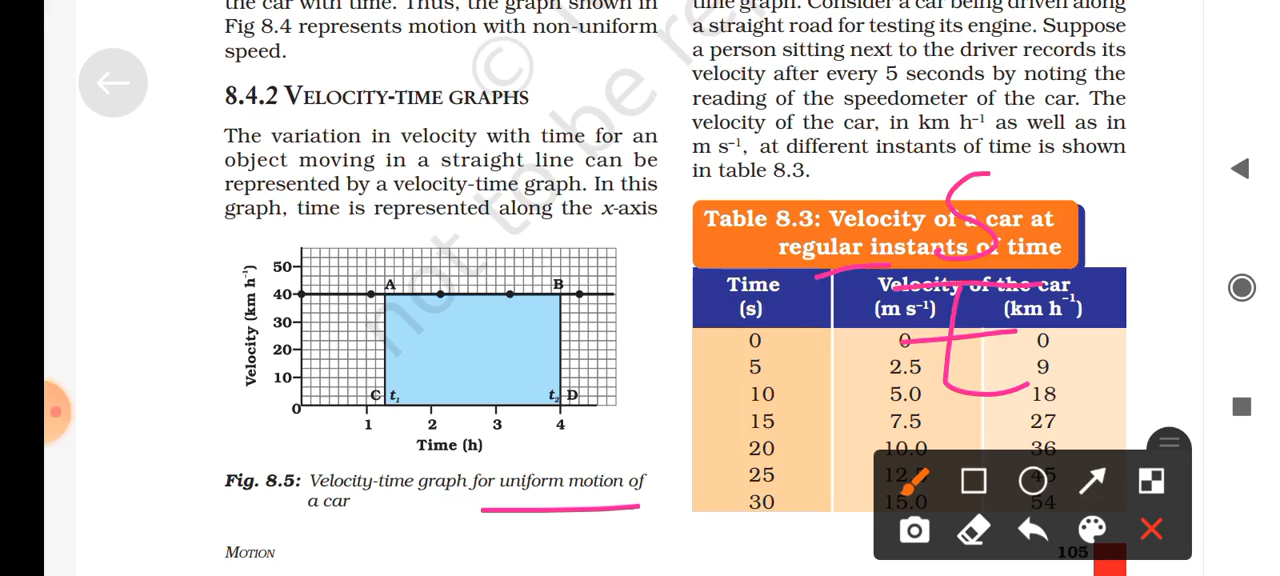 the car with time. Thus, the graph shown in
Fig 8.4 represents motion with non-uniform
speed.
8.4.2 VELOCITY-TIME GRAPHS
The variation in velocity with time for an
object moving in a straight line can be
represented by a velocity-time graph. In this
graph, time is represented along the x-axis
Velocity (km h⁻¹)
50
40
30
20
10
0
A
B
C
t₁
t₂
D
1
2
3
4
Time (h)
Fig. 8.5: Velocity-time graph for uniform motion of
a car
MOTION
time graph. Consider a car being driven along
a straight road for testing its engine. Suppose
a person sitting next to the driver records its
velocity after every 5 seconds by noting the
reading of the speedometer of the car. The
velocity of the car, in km h⁻¹ as well as in
m s⁻¹, at different instants of time is shown
in table 8.3.
Table 8.3: Velocity of a car at
regular instants of time
Time Velocity of the car
(s) (m s⁻¹) (km h⁻¹)
0 0 0
5 2.5 9
10 5.0 18
15 7.5 27
20 10.0 36
25 45
30 15.0 54
105
©
not to be re